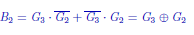 B₂ = G₃ · G̅₂̅ + G̅₃̅ · G₂ = G₃ ⊕ G₂